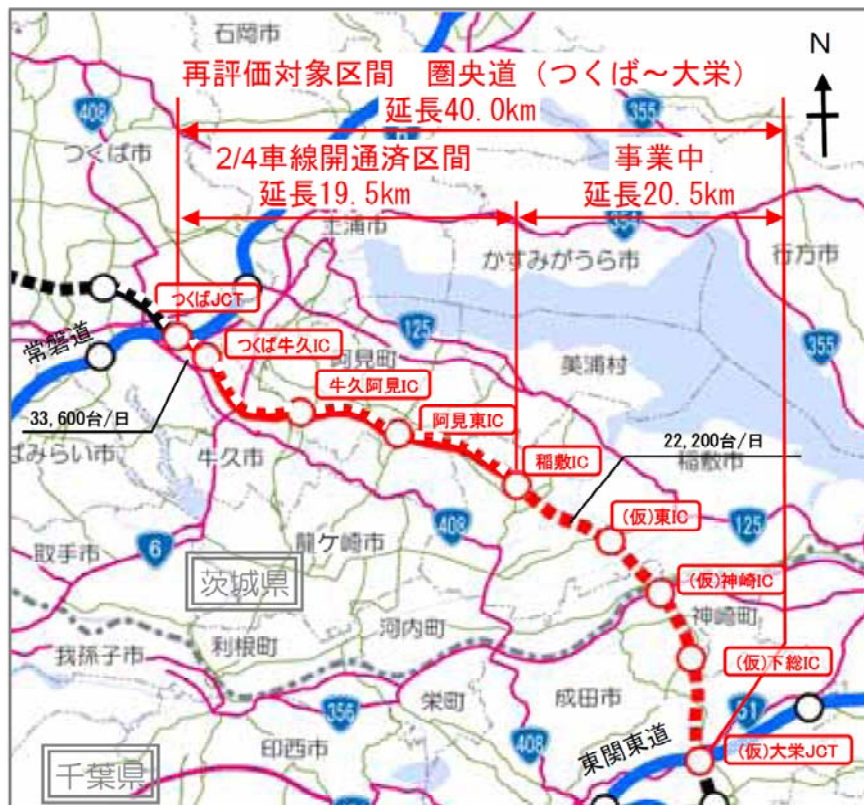 石岡市
N
再評価対象区間　圏央道（つくば～大栄）
延長40.0km
408
355
つくば市
2/4車線開通済区間
事業中
延長19.5km
延長20.5km
土浦市
354
かすみがうら市
行方市
つくばJCT
常磐道
125
355
つくば牛久IC
阿見町
美浦村
牛久阿見IC
33,600台/日
阿見東IC
22,200台/日
ばみらい市
牛久市
稲敷IC
稲敷市
(仮)東IC
408
125
6
龍ケ崎市
取手市
茨城県
(仮)神崎IC
河内町
神崎町
利根町
我孫子市
(仮)下総IC
栄町
成田市
356
51
408
東関東道
(仮)大栄JCT
印西市
千葉県